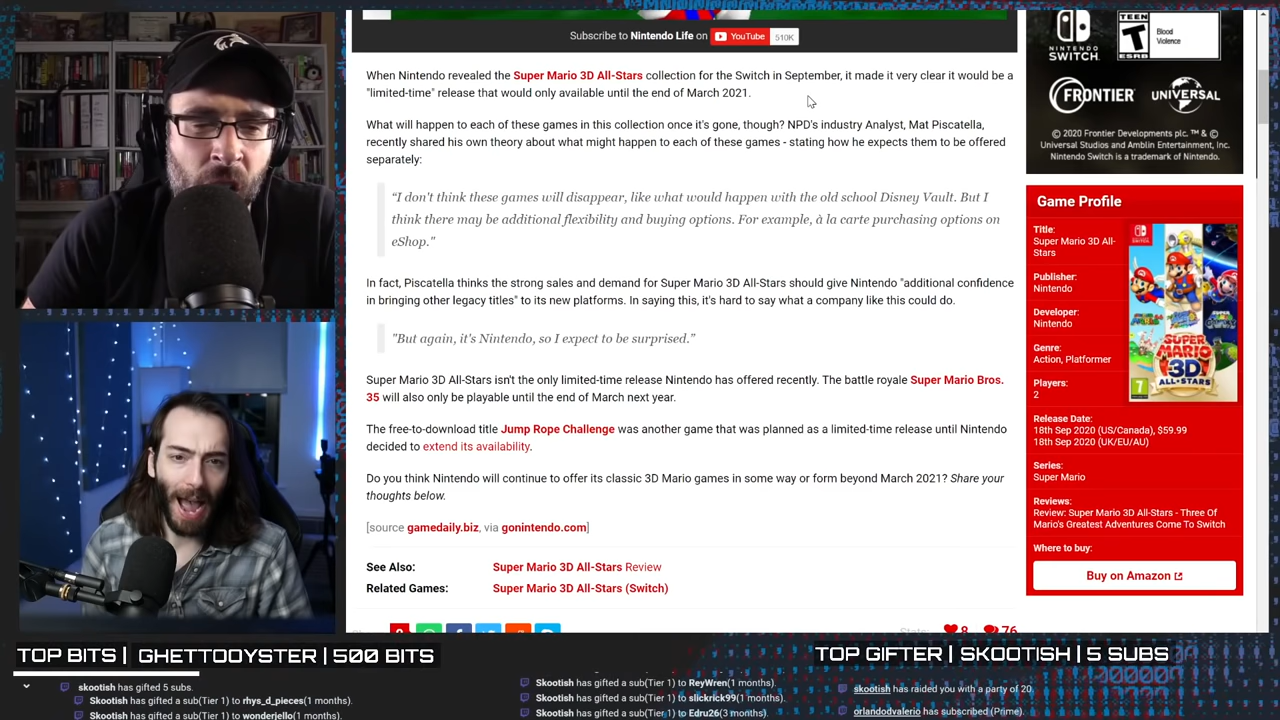 Subscribe to Nintendo Life on YouTube 510K
When Nintendo revealed the Super Mario 3D All-Stars collection for the Switch in September, it made it very clear it would be a
"limited-time" release that would only available until the end of March 2021.
What will happen to each of these games in this collection once it's gone, though? NPD's industry Analyst, Mat Piscatella,
recently shared his own theory about what might happen to each of these games - stating how he expects them to be offered
separately:
“I don't think these games will disappear, like what would happen with the old school Disney Vault. But I
think there may be additional flexibility and buying options. For example, à la carte purchasing options on
eShop."
In fact, Piscatella thinks the strong sales and demand for Super Mario 3D All-Stars should give Nintendo "additional confidence
in bringing other legacy titles" to its new platforms. In saying this, it's hard to say what a company like this could do.
"But again, it's Nintendo, so I expect to be surprised.”
Super Mario 3D All-Stars isn't the only limited-time release Nintendo has offered recently. The battle royale Super Mario Bros.
35 will also only be playable until the end of March next year.
The free-to-download title Jump Rope Challenge was another game that was planned as a limited-time release until Nintendo
decided to extend its availability.
Do you think Nintendo will continue to offer its classic 3D Mario games in some way or form beyond March 2021? Share your
thoughts below.
[source gamedaily.biz, via gonintendo.com]
See Also: Super Mario 3D All-Stars Review
Related Games: Super Mario 3D All-Stars (Switch)
8 76
NINTENDO
SWITCH
TEEN
T
ESRB
Blood
Violence
FRONTIER
UNIVERSAL
© 2020 Frontier Developments plc. ™ & ©
Universal Studios and Amblin Entertainment, Inc.
Nintendo Switch is a trademark of Nintendo.
Game Profile
Title:
Super Mario 3D All-
Stars
Publisher:
Nintendo
Developer:
Nintendo
Genre:
Action, Platformer
Players:
2
SUPER
MARIO
3D
ALL-STARS
7
Release Date:
18th Sep 2020 (US/Canada), $59.99
18th Sep 2020 (UK/EU/AU)
Series:
Super Mario
Reviews:
Review: Super Mario 3D All-Stars - Three Of
Mario's Greatest Adventures Come To Switch
Where to buy:
Buy on Amazon
TOP BITS | GHETTOOYSTER | 500 BITS
TOP GIFTER | SKOOTISH | 5 SUBS
skootish has gifted 5 subs.
Skootish has gifted a sub(Tier 1) to rhys_d_pieces(1 months).
Skootish has gifted a sub(Tier 1) to wonderjello(1 months).
Skootish has gifted a sub(Tier 1) to ReyWren(1 months).
Skootish has gifted a sub(Tier 1) to slickrick99(1 months).
Skootish has gifted a sub(Tier 1) to Edru26(3 months).
skootish has raided you with a party of 20
orlandodvalerio has subscribed (Prime).